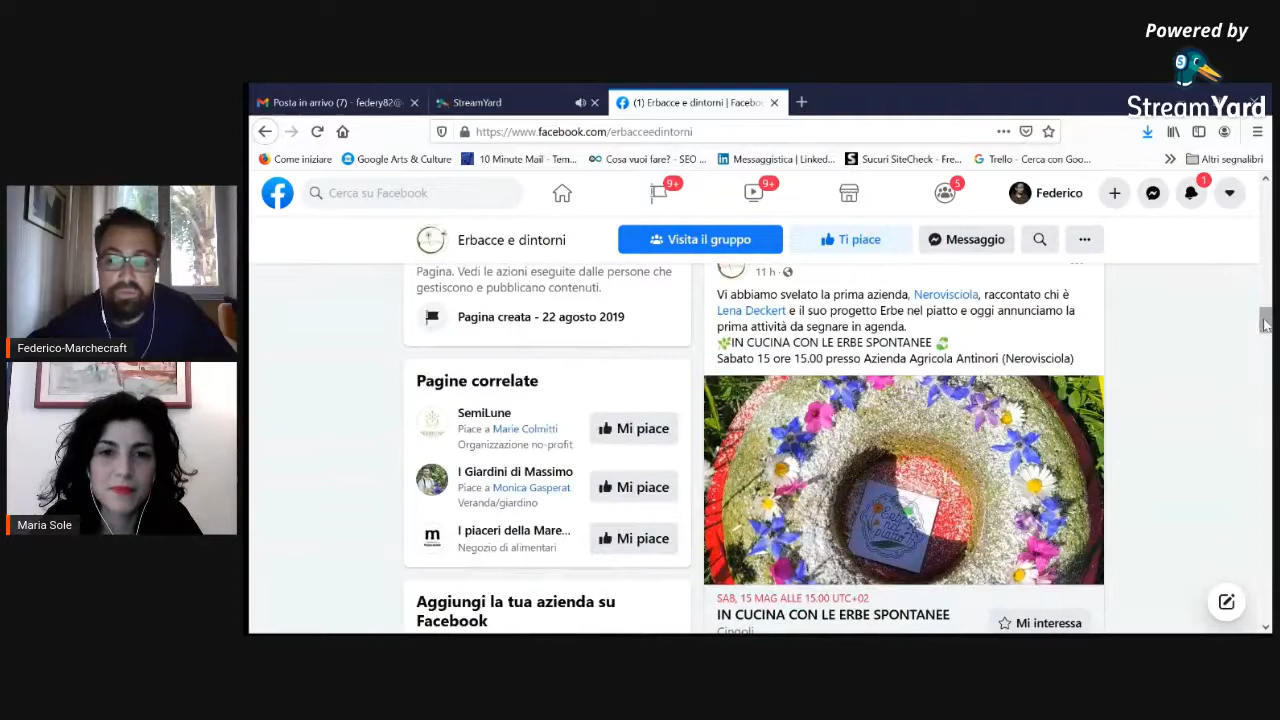 Powered by
StreamYard
Posta in arrivo (7) - federy82@
StreamYard
(1) Erbacce e dintorni | Facebo
https://www.facebook.com/erbacceedintorni
Come iniziare
Google Arts & Culture
10 Minute Mail - Tem...
Cosa vuoi fare? - SEO ...
Messaggistica | Linked...
Sucuri SiteCheck - Fre...
Trello - Cerca con Goo...
Altri segnalibri
Cerca su Facebook
9+
9+
5
Federico
1
Erbacce e dintorni
Visita il gruppo
Ti piace
Messaggio
Pagina. Vedi le azioni eseguite dalle persone che
gestiscono e pubblicano contenuti.
Pagina creata - 22 agosto 2019
Pagine correlate
SemiLune
Piace a Marie Colmitti
Organizzazione no-profit
Mi piace
I Giardini di Massimo
Piace a Monica Gasperat
Veranda/giardino
Mi piace
m
I piaceri della Mare...
Negozio di alimentari
Mi piace
Aggiungi la tua azienda su
Facebook
11 h ·
Vi abbiamo svelato la prima azienda, Nerovisciola, raccontato chi è
Lena Deckert e il suo progetto Erbe nel piatto e oggi annunciamo la
prima attività da segnare in agenda.
🌿IN CUCINA CON LE ERBE SPONTANEE
Sabato 15 ore 15.00 presso Azienda Agricola Antinori (Nerovisciola)
nel
piatto
SAB, 15 MAG ALLE 15.00 UTC+02
IN CUCINA CON LE ERBE SPONTANEE
Cingoli
Mi interessa
Federico-Marchecraft
Maria Sole